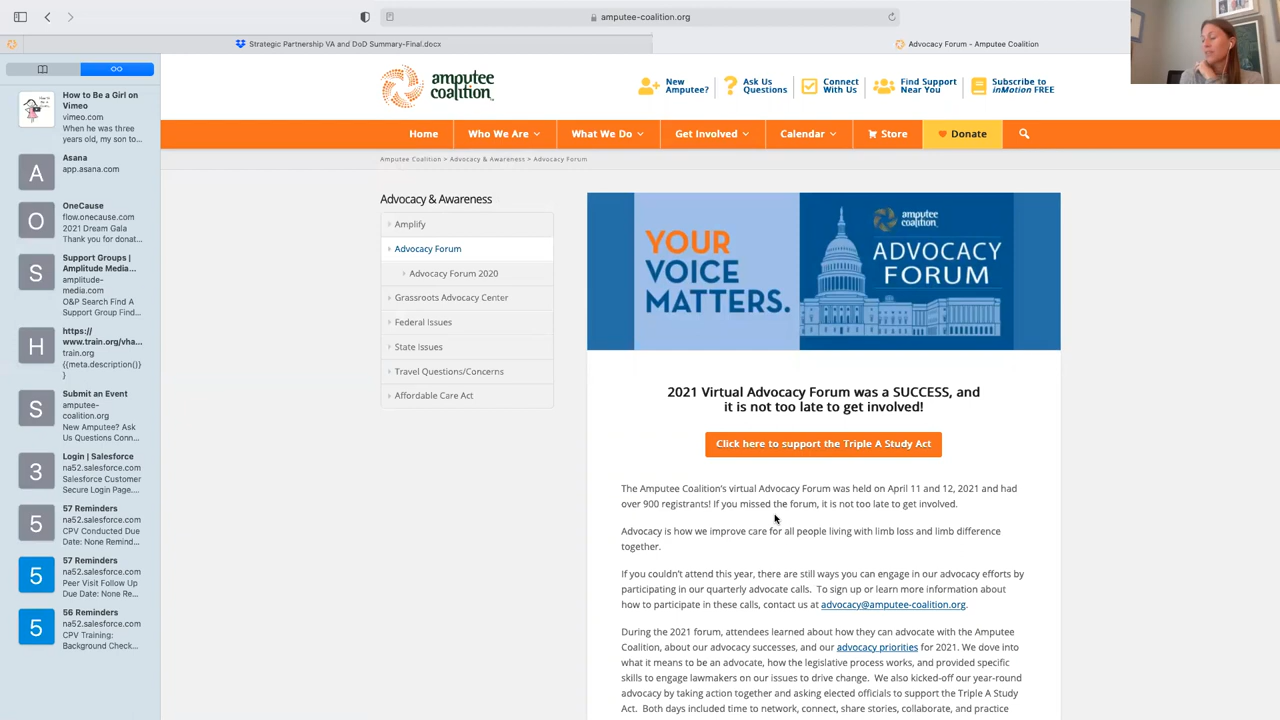 amputee-coalition.org
Strategic Partnership VA and DoD Summary-Final.docx
Advocacy Forum - Amputee Coalition
How to Be a Girl on
Vimeo
vimeo.com
When he was three
years old, my son to...
A
Asana
app.asana.com
O
OneCause
flow.onecause.com
2021 Dream Gala
Thank you for donat...
S
Support Groups |
Amplitude Media...
amplitude-
media.com
O&P Search Find A
Support Group Find...
H
https://
www.train.org/vha...
train.org
{{meta.description()}
}
S
Submit an Event
amputee-
coalition.org
New Amputee? Ask
Us Questions Conn...
3
Login | Salesforce
na52.salesforce.com
Salesforce Customer
Secure Login Page....
5
57 Reminders
na52.salesforce.com
CPV Conducted Due
Date: None Remind...
5
57 Reminders
na52.salesforce.com
Peer Visit Follow Up
Due Date: None Re...
5
56 Reminders
na52.salesforce.com
CPV Training:
Background Check...
amputee
coalition
New
Amputee?
Ask Us
Questions
Connect
With Us
Find Support
Near You
Subscribe to
inMotion FREE
Home Who We Are What We Do Get Involved Calendar Store Donate
Amputee Coalition > Advocacy & Awareness > Advocacy Forum
Advocacy & Awareness
Amplify
Advocacy Forum
Advocacy Forum 2020
Grassroots Advocacy Center
Federal Issues
State Issues
Travel Questions/Concerns
Affordable Care Act
YOUR
VOICE
MATTERS.
amputee
coalition
ADVOCACY
FORUM
2021 Virtual Advocacy Forum was a SUCCESS, and
it is not too late to get involved!
Click here to support the Triple A Study Act
The Amputee Coalition's virtual Advocacy Forum was held on April 11 and 12, 2021 and had
over 900 registrants! If you missed the forum, it is not too late to get involved.
Advocacy is how we improve care for all people living with limb loss and limb difference
together.
If you couldn't attend this year, there are still ways you can engage in our advocacy efforts by
participating in our quarterly advocate calls. To sign up or learn more information about
how to participate in these calls, contact us at advocacy@amputee-coalition.org.
During the 2021 forum, attendees learned about how they can advocate with the Amputee
Coalition, about our advocacy successes, and our advocacy priorities for 2021. We dove into
what it means to be an advocate, how the legislative process works, and provided specific
skills to engage lawmakers on our issues to drive change. We also kicked-off our year-round
advocacy by taking action together and asking elected officials to support the Triple A Study
Act. Both days included time to network, connect, share stories, collaborate, and practice